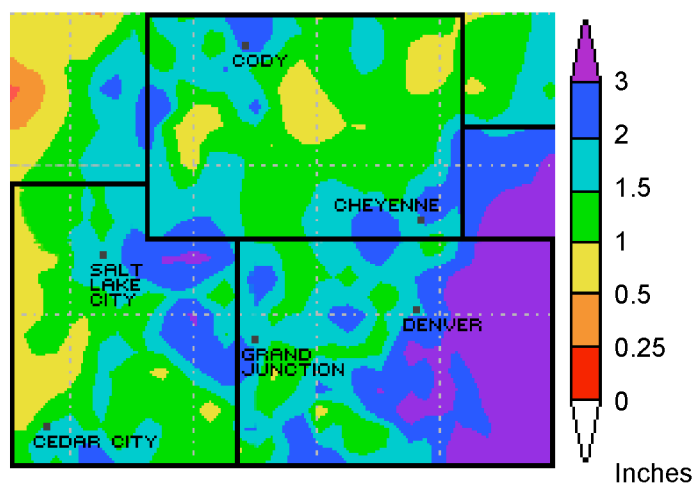 CODY
CHEYENNE
SALT
LAKE
CITY
DENVER
GRAND
JUNCTION
CEDAR CITY
3
2
1.5
1
0.5
0.25
0
Inches